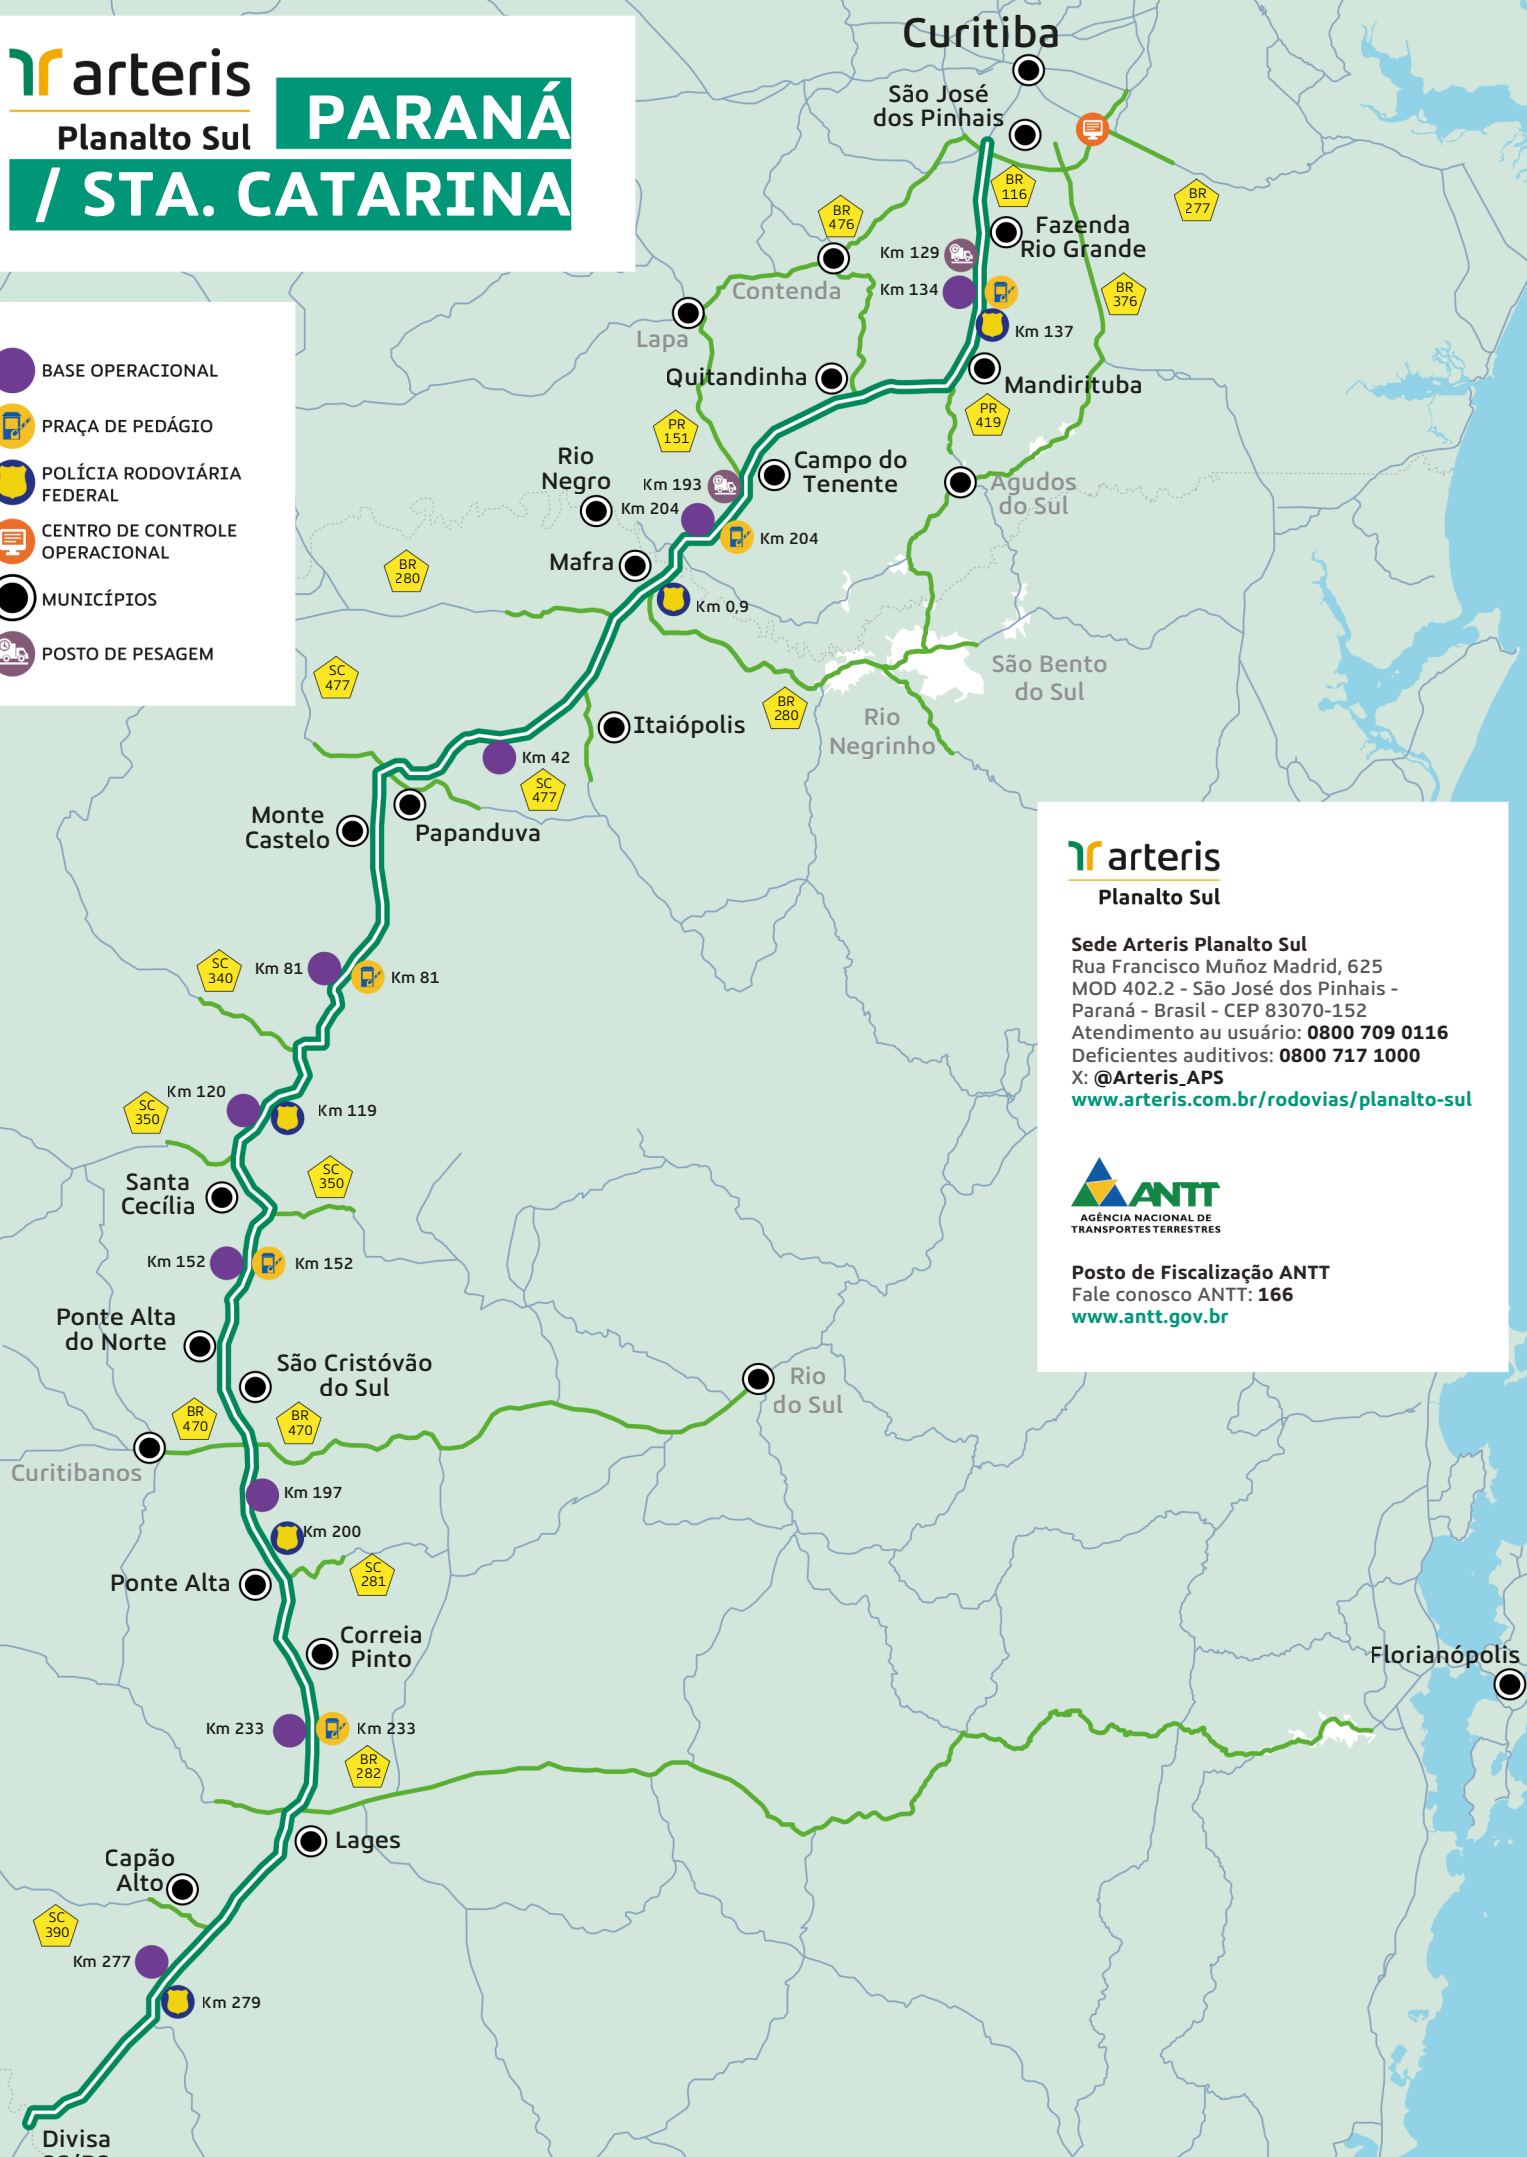 arteris
Planalto Sul
PARANÁ
/ STA. CATARINA
BASE OPERACIONAL
PRAÇA DE PEDÁGIO
POLÍCIA RODOVIÁRIA
FEDERAL
CENTRO DE CONTROLE
OPERACIONAL
MUNICÍPIOS
POSTO DE PESAGEM
Curitiba
São José
dos Pinhais
BR
116
BR
277
BR
476
Fazenda
Rio Grande
Km 129
Contenda
Km 134
BR
376
Km 137
Lapa
Quitandinha
Mandirituba
PR
419
PR
151
Rio
Negro
Campo do
Tenente
Km 193
Agudos
do Sul
Km 204
Km 204
Mafra
BR
280
Km 0,9
São Bento
do Sul
SC
477
BR
280
Rio
Negrinho
Itaiópolis
Km 42
SC
477
Monte
Castelo
Papanduva
SC
340
Km 81
Km 81
Km 120
SC
350
Km 119
SC
350
Santa
Cecília
Km 152
Km 152
Ponte Alta
do Norte
São Cristóvão
do Sul
Rio
do Sul
BR
470
BR
470
Curitibanos
Km 197
Km 200
SC
281
Ponte Alta
Correia
Pinto
Florianópolis
Km 233
Km 233
BR
282
Lages
Capão
Alto
SC
390
Km 277
Km 279
Divisa
arteris
Planalto Sul
Sede Arteris Planalto Sul
Rua Francisco Muñoz Madrid, 625
MOD 402.2 - São José dos Pinhais -
Paraná - Brasil - CEP 83070-152
Atendimento au usuário: 0800 709 0116
Deficientes auditivos: 0800 717 1000
X: @Arteris_APS
www.arteris.com.br/rodovias/planalto-sul
ANTT
AGÊNCIA NACIONAL DE
TRANSPORTES TERRESTRES
Posto de Fiscalização ANTT
Fale conosco ANTT: 166
www.antt.gov.br